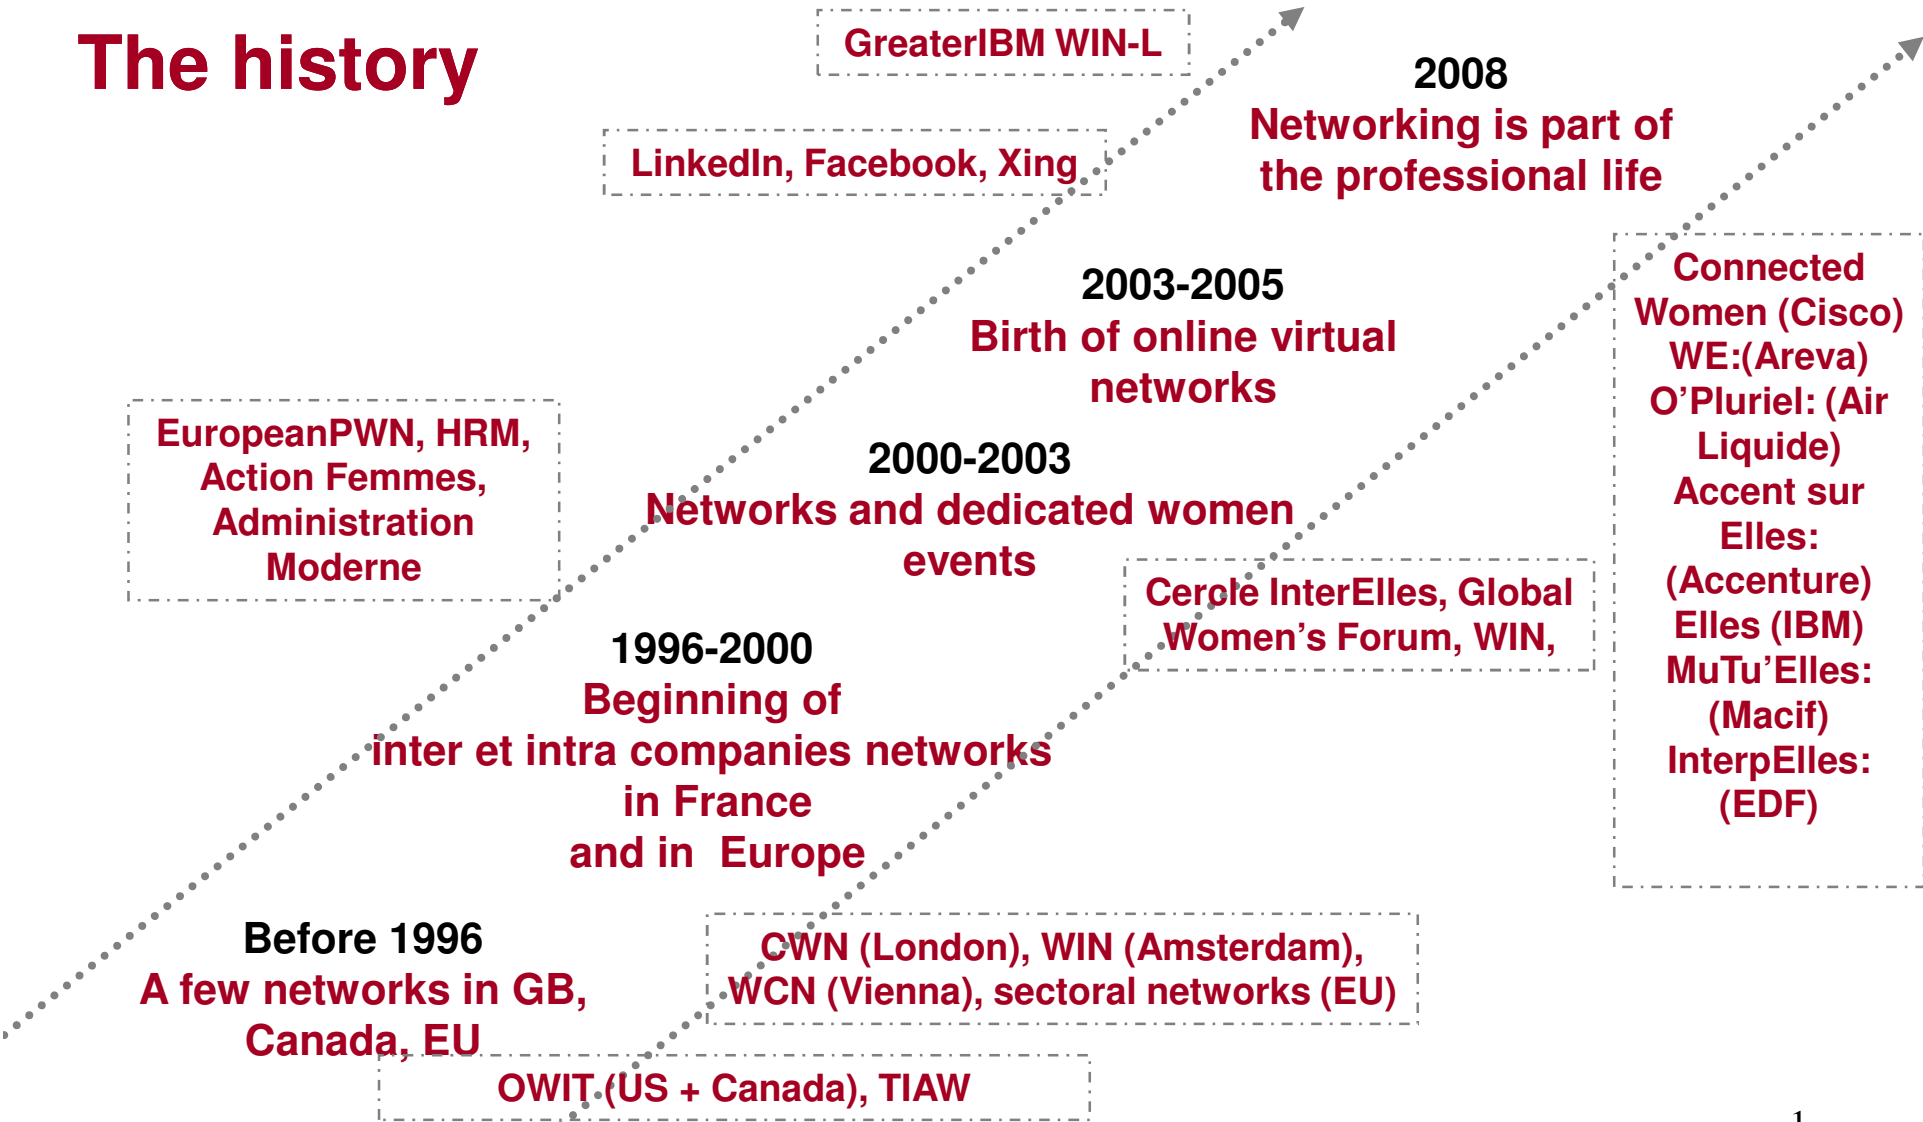 The history
GreaterIBM WIN-L
2008
Networking is part of
the professional life
LinkedIn, Facebook, Xing
2003-2005
Birth of online virtual
networks
Connected
Women (Cisco)
WE:(Areva)
O’Pluriel: (Air
Liquide)
Accent sur
Elles:
(Accenture)
Elles (IBM)
MuTu’Elles:
(Macif)
InterpElles:
(EDF)
EuropeanPWN, HRM,
Action Femmes,
Administration
Moderne
2000-2003
Networks and dedicated women
events
Cercle InterElles, Global
Women’s Forum, WIN,
1996-2000
Beginning of
inter et intra companies networks
in France
and in Europe
Before 1996
A few networks in GB,
Canada, EU
CWN (London), WIN (Amsterdam),
WCN (Vienna), sectoral networks (EU)
OWIT (US + Canada), TIAW
1